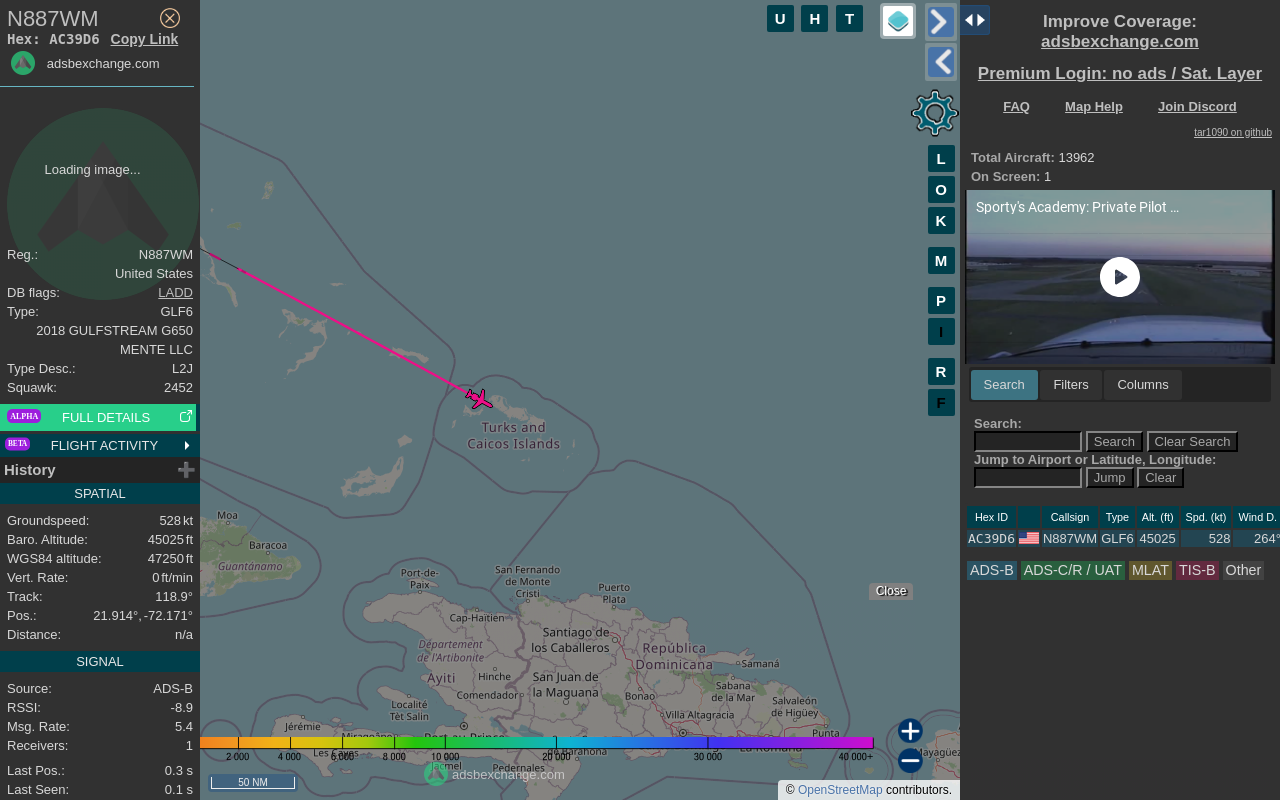 N887WM
Hex: AC39D6 Copy Link
adsbexchange.com
Loading image...
Reg.: N887WM
United States
DB flags: LADD
Type: GLF6
2018 GULFSTREAM G650
MENTE LLC
Type Desc.: L2J
Squawk: 2452
ALPHA FULL DETAILS
BETA FLIGHT ACTIVITY
History
SPATIAL
Groundspeed: 528 kt
Baro. Altitude: 45025 ft
WGS84 altitude: 47250 ft
Vert. Rate: 0 ft/min
Track: 118.9°
Pos.: 21.914°, -72.171°
Distance: n/a
SIGNAL
Source: ADS-B
RSSI: -8.9
Msg. Rate: 5.4
Receivers: 1
Last Pos.: 0.3 s
Last Seen: 0.1 s
U H T
L
O
K
M
P
I
R
F
Turks and
Caicos Islands
Moa
Baracoa
Guantánamo
Port-de-
Paix
San Fernando
de Monte
Cristi
Puerto
Plata
Cap-Haïtien
Santiago de
los Caballeros
Département
de l'Artibonite
República
Dominicana
Samaná
Ayiti
Hinche
San Juan de
la Maguana
Comendador
Bonao
Sabana
de la Mar
Localité
Tèt Salin
Salvaleón
de Higüey
Villa Altagracia
Jérémie
Punta
Les Cayes
Jacmel
Pedernales
de Barahona
La Romana
Mayagüez
2 000 4 000 6 000 8 000 10 000 20 000 30 000 40 000+
adsbexchange.com
50 NM
Close
© OpenStreetMap contributors.
Improve Coverage:
adsbexchange.com
Premium Login: no ads / Sat. Layer
FAQ Map Help Join Discord
tar1090 on github
Total Aircraft: 13962
On Screen: 1
Sporty's Academy: Private Pilot ...
Search Filters Columns
Search:
Search Clear Search
Jump to Airport or Latitude, Longitude:
Jump Clear
Hex ID Callsign Type Alt. (ft) Spd. (kt) Wind D.
AC39D6 N887WM GLF6 45025 528 264°
ADS-B ADS-C/R / UAT MLAT TIS-B Other